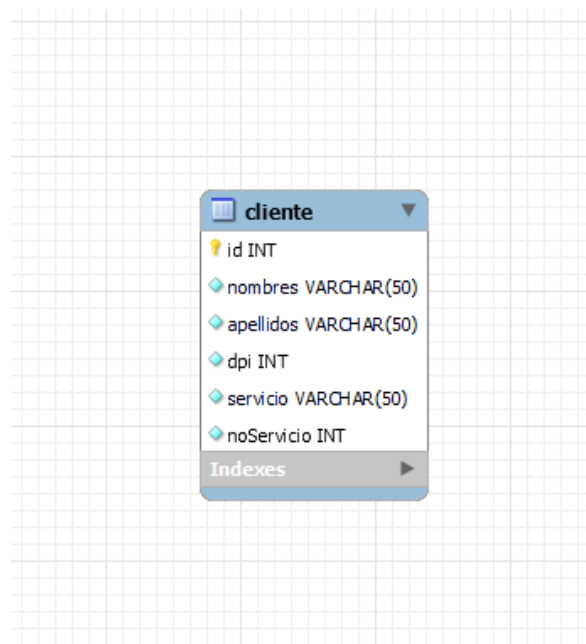 cliente
id INT
nombres VARCHAR(50)
apellidos VARCHAR(50)
dpi INT
servicio VARCHAR(50)
noServicio INT
Indexes